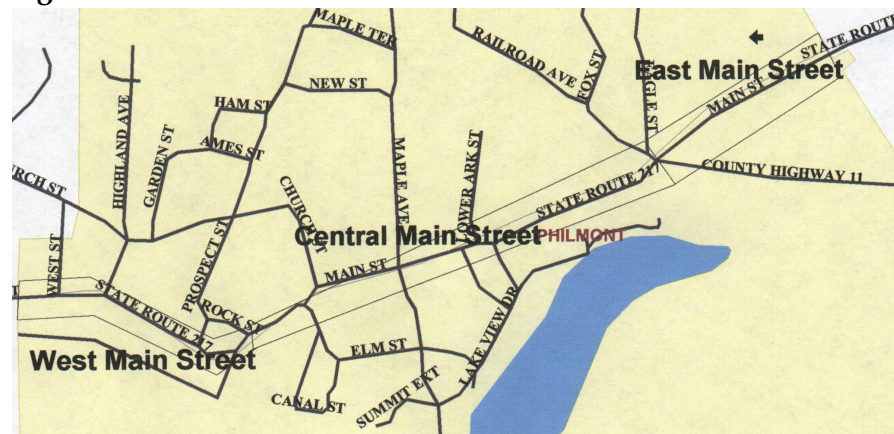 MAPLE TER
RAILROAD AVE
FOX ST
STATE ROUTE
East Main Street
EAGLE ST
MAIN ST
NEW ST
HAM ST
HIGHLAND AVE
GARDEN ST
AMES ST
MAPLE AVE
LOWER ARK ST
COUNTY HIGHWAY 11
CHURCH ST
STATE ROUTE 217
WEST ST
PROSPECT ST
Central Main Street
PHILMONT
MAIN ST
STATE ROUTE 217
ROCK ST
West Main Street
ELM ST
LAKE VIEW DR
CANAL ST
SUMMIT EXT